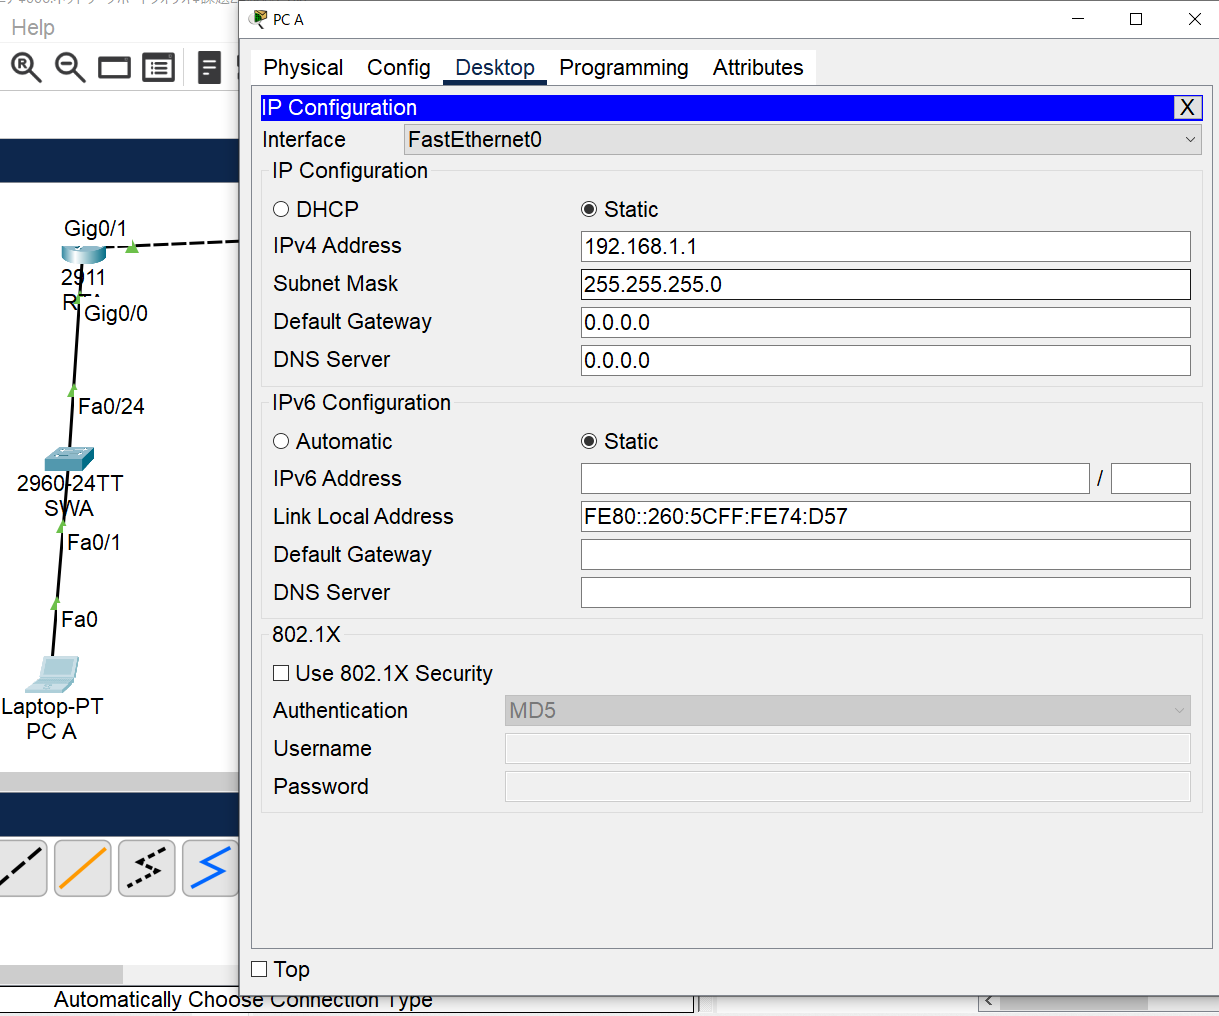 Help
PC A
Physical Config Desktop Programming Attributes
IP Configuration X
Interface FastEthernet0
IP Configuration
DHCP Static
IPv4 Address 192.168.1.1
Subnet Mask 255.255.255.0
Default Gateway 0.0.0.0
DNS Server 0.0.0.0
IPv6 Configuration
Automatic Static
IPv6 Address /
Link Local Address FE80::260:5CFF:FE74:D57
Default Gateway
DNS Server
802.1X
Use 802.1X Security
Authentication MD5
Username
Password
Top
Gig0/1
2911
RTA
Gig0/0
Fa0/24
2960-24TT
SWA
Fa0/1
Fa0
Laptop-PT
PC A
Automatically Choose Connection Type